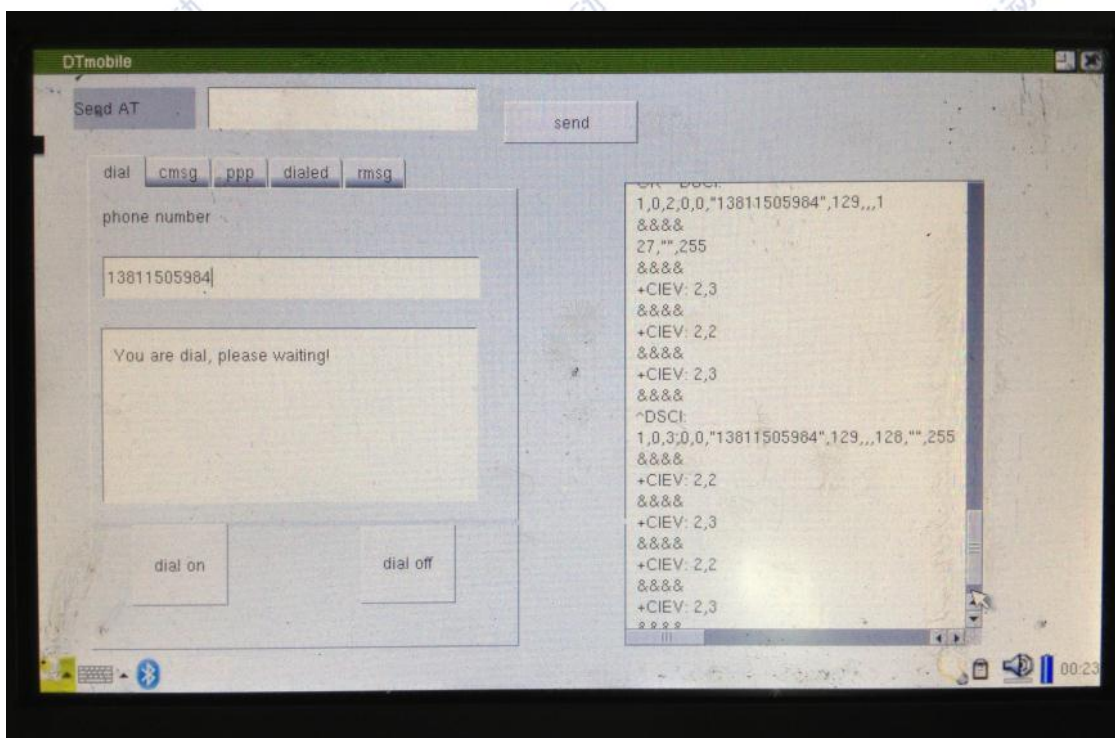 DTmobile
Send AT
send
dial cmsg ppp dialed rmsg
phone number
13811505984
You are dial, please waiting!
dial on
dial off
OK ^DSCI:
1,0,2,0,0,"13811505984",129,,,1
&&&&
27,"",255
&&&&
+CIEV: 2,3
&&&&
+CIEV: 2,2
&&&&
+CIEV: 2,3
&&&&
^DSCI:
1,0,3,0,0,"13811505984",129,,,128,"",255
&&&&
+CIEV: 2,2
&&&&
+CIEV: 2,3
&&&&
+CIEV: 2,2
&&&&
+CIEV: 2,3
&&&&
00:23